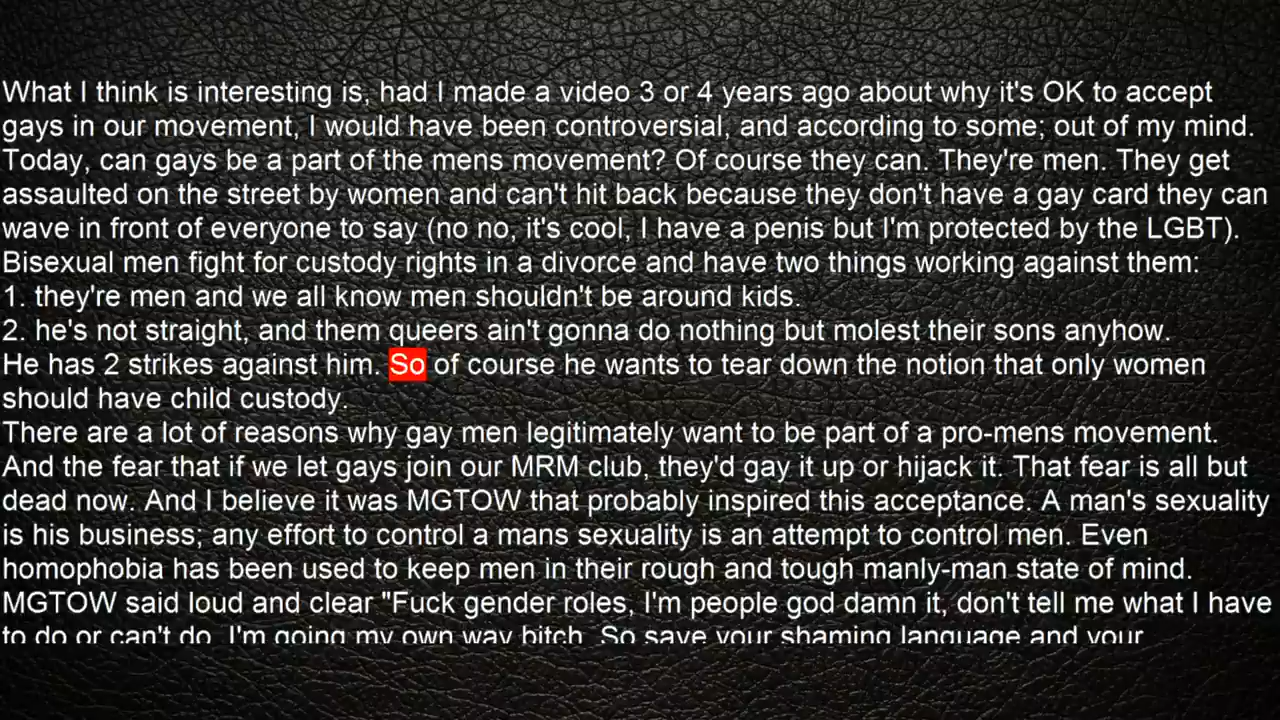 What I think is interesting is, had I made a video 3 or 4 years ago about why it's OK to accept
gays in our movement, I would have been controversial, and according to some; out of my mind.
Today, can gays be a part of the mens movement? Of course they can. They're men. They get
assaulted on the street by women and can't hit back because they don't have a gay card they can
wave in front of everyone to say (no no, it's cool, I have a penis but I'm protected by the LGBT).
Bisexual men fight for custody rights in a divorce and have two things working against them:
1. they're men and we all know men shouldn't be around kids.
2. he's not straight, and them queers ain't gonna do nothing but molest their sons anyhow.
He has 2 strikes against him. So of course he wants to tear down the notion that only women
should have child custody.
There are a lot of reasons why gay men legitimately want to be part of a pro-mens movement.
And the fear that if we let gays join our MRM club, they'd gay it up or hijack it. That fear is all but
dead now. And I believe it was MGTOW that probably inspired this acceptance. A man's sexuality
is his business; any effort to control a mans sexuality is an attempt to control men. Even
homophobia has been used to keep men in their rough and tough manly-man state of mind.
MGTOW said loud and clear "Fuck gender roles, I'm people god damn it, don't tell me what I have
to do or can't do. I'm going my own way bitch. So save your shaming language and your